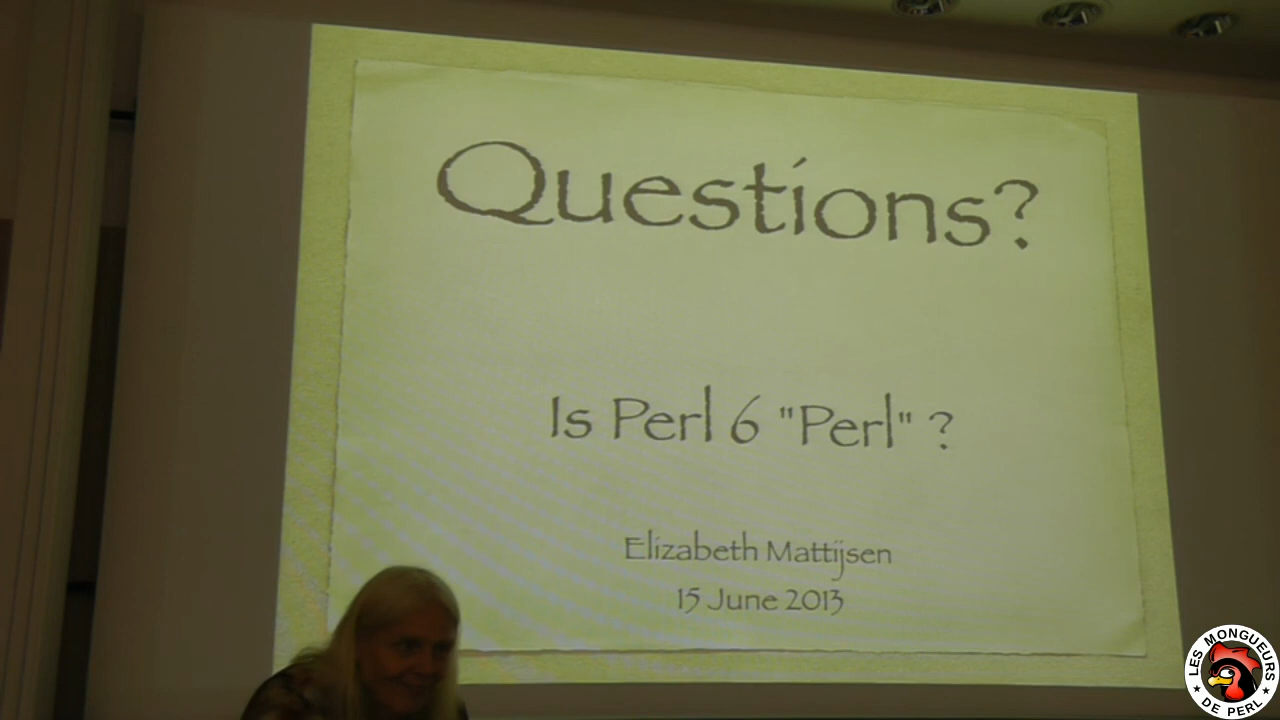 Questions?
Is Perl 6 "Perl" ?
Elizabeth Mattijsen
15 June 2013
LES MONGUEURS
★ DE PERL ★